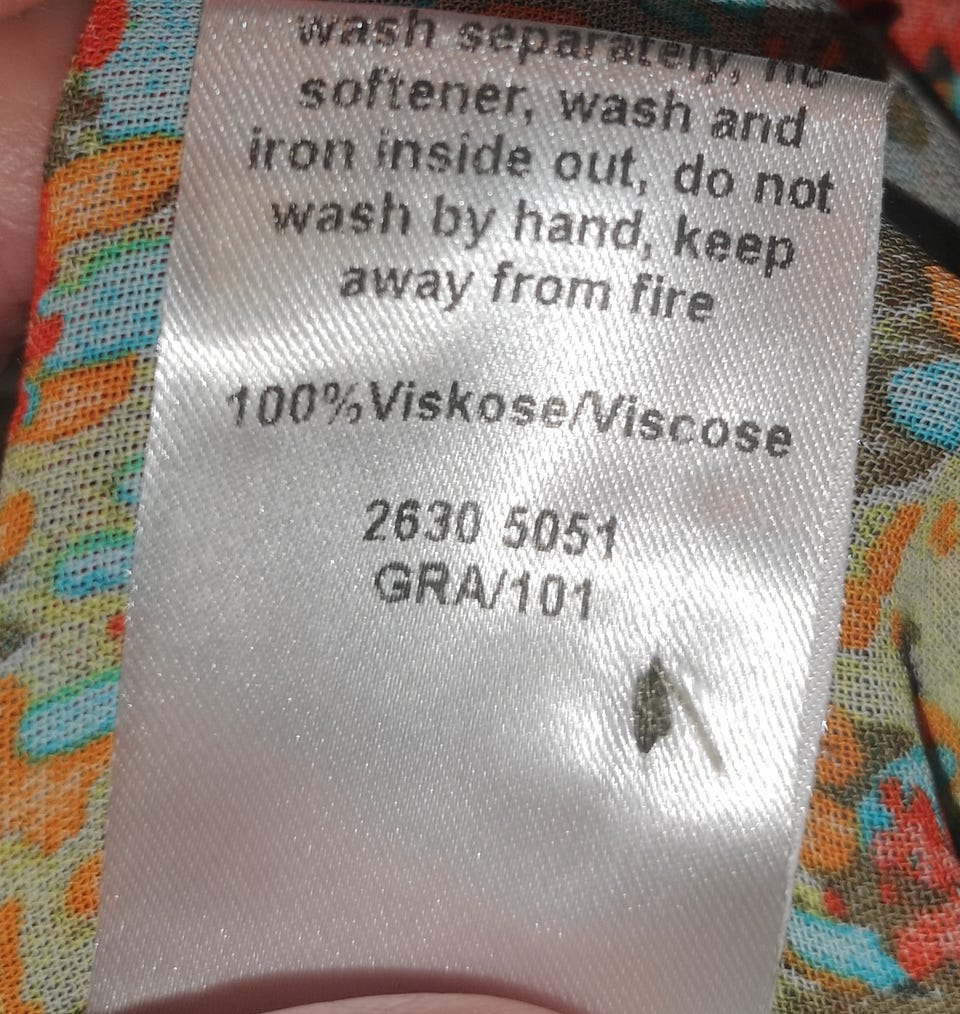 wash separately, no
softener, wash and
iron inside out, do not
wash by hand, keep
away from fire
100%Viskose/Viscose
2630 5051
GRA/101